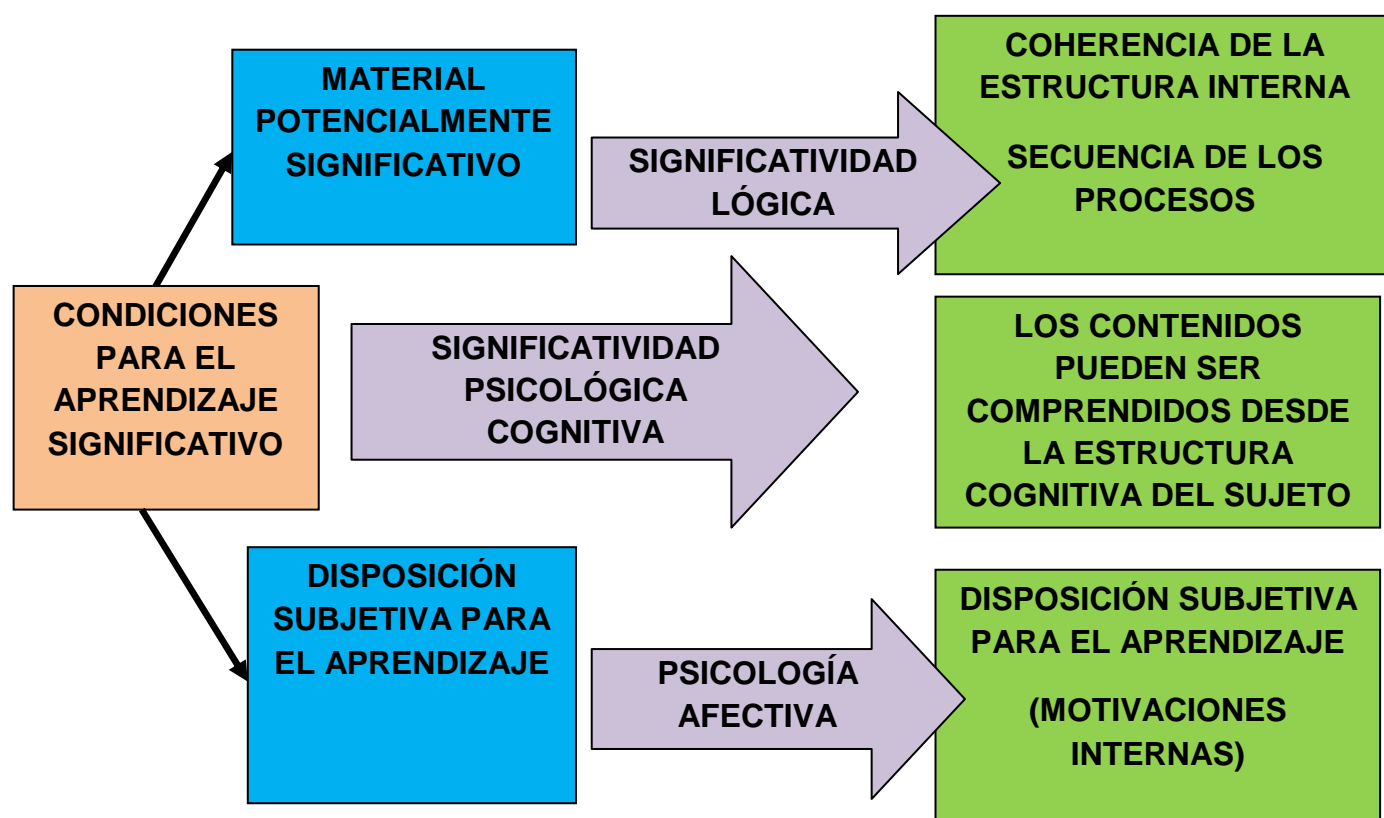 MATERIAL
POTENCIALMENTE
SIGNIFICATIVO
SIGNIFICATIVIDAD
LÓGICA
COHERENCIA DE LA
ESTRUCTURA INTERNA
SECUENCIA DE LOS
PROCESOS
CONDICIONES
PARA EL
APRENDIZAJE
SIGNIFICATIVO
SIGNIFICATIVIDAD
PSICOLÓGICA
COGNITIVA
LOS CONTENIDOS
PUEDEN SER
COMPRENDIDOS DESDE
LA ESTRUCTURA
COGNITIVA DEL SUJETO
DISPOSICIÓN
SUBJETIVA PARA
EL APRENDIZAJE
PSICOLOGÍA
AFECTIVA
DISPOSICIÓN SUBJETIVA
PARA EL APRENDIZAJE
(MOTIVACIONES
INTERNAS)